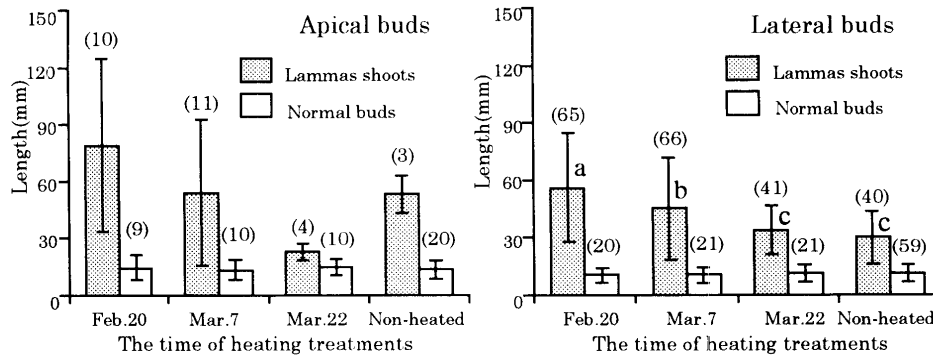 Apical buds
Length(mm)
150
120
90
60
30
0
Lammas shoots
Normal buds
(10)
(9)
(11)
(10)
(4)
(10)
(3)
(20)
Feb.20 Mar.7 Mar.22 Non-heated
The time of heating treatments
Lateral buds
Length(mm)
150
120
90
60
30
0
Lammas shoots
Normal buds
(65)
a
(20)
(66)
b
(21)
(41)
c
(21)
(40)
c
(59)
Feb.20 Mar.7 Mar.22 Non-heated
The time of heating treatments